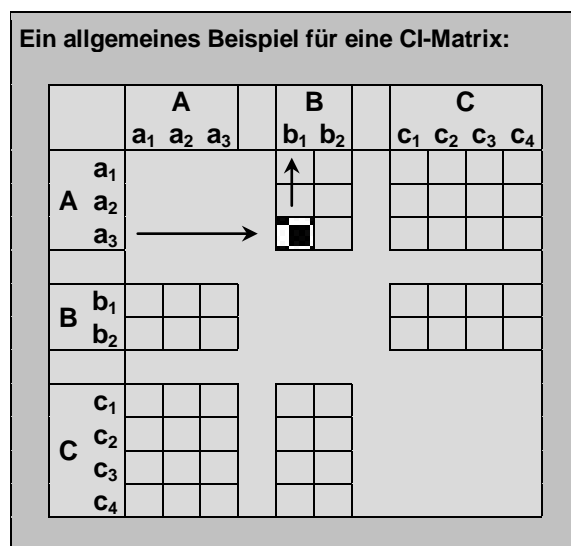 Ein allgemeines Beispiel für eine CI-Matrix:
A B C
a₁ a₂ a₃ b₁ b₂ c₁ c₂ c₃ c₄
a₁
A a₂
a₃
B b₁
b₂
c₁
c₂
C c₃
c₄